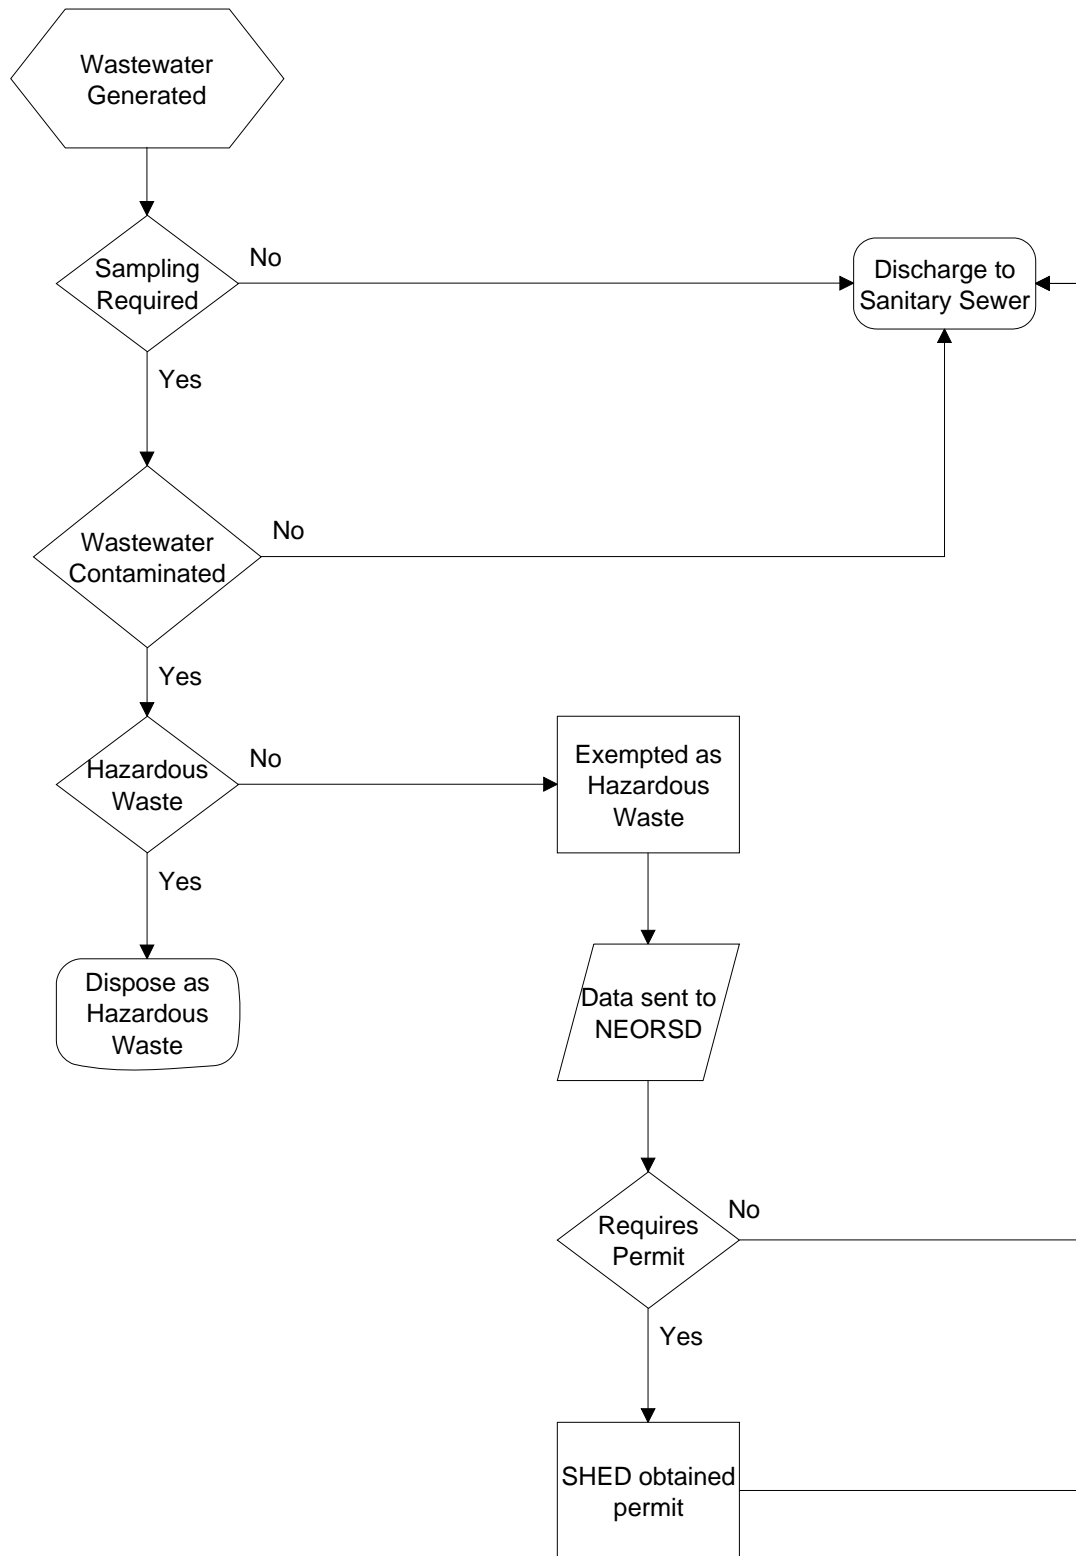 Wastewater
Generated
Sampling
Required
No
Discharge to
Sanitary Sewer
Yes
Wastewater
Contaminated
No
Yes
Hazardous
Waste
No
Exempted as
Hazardous
Waste
Yes
Dispose as
Hazardous
Waste
Data sent to
NEORSD
Requires
Permit
No
Yes
SHED obtained
permit